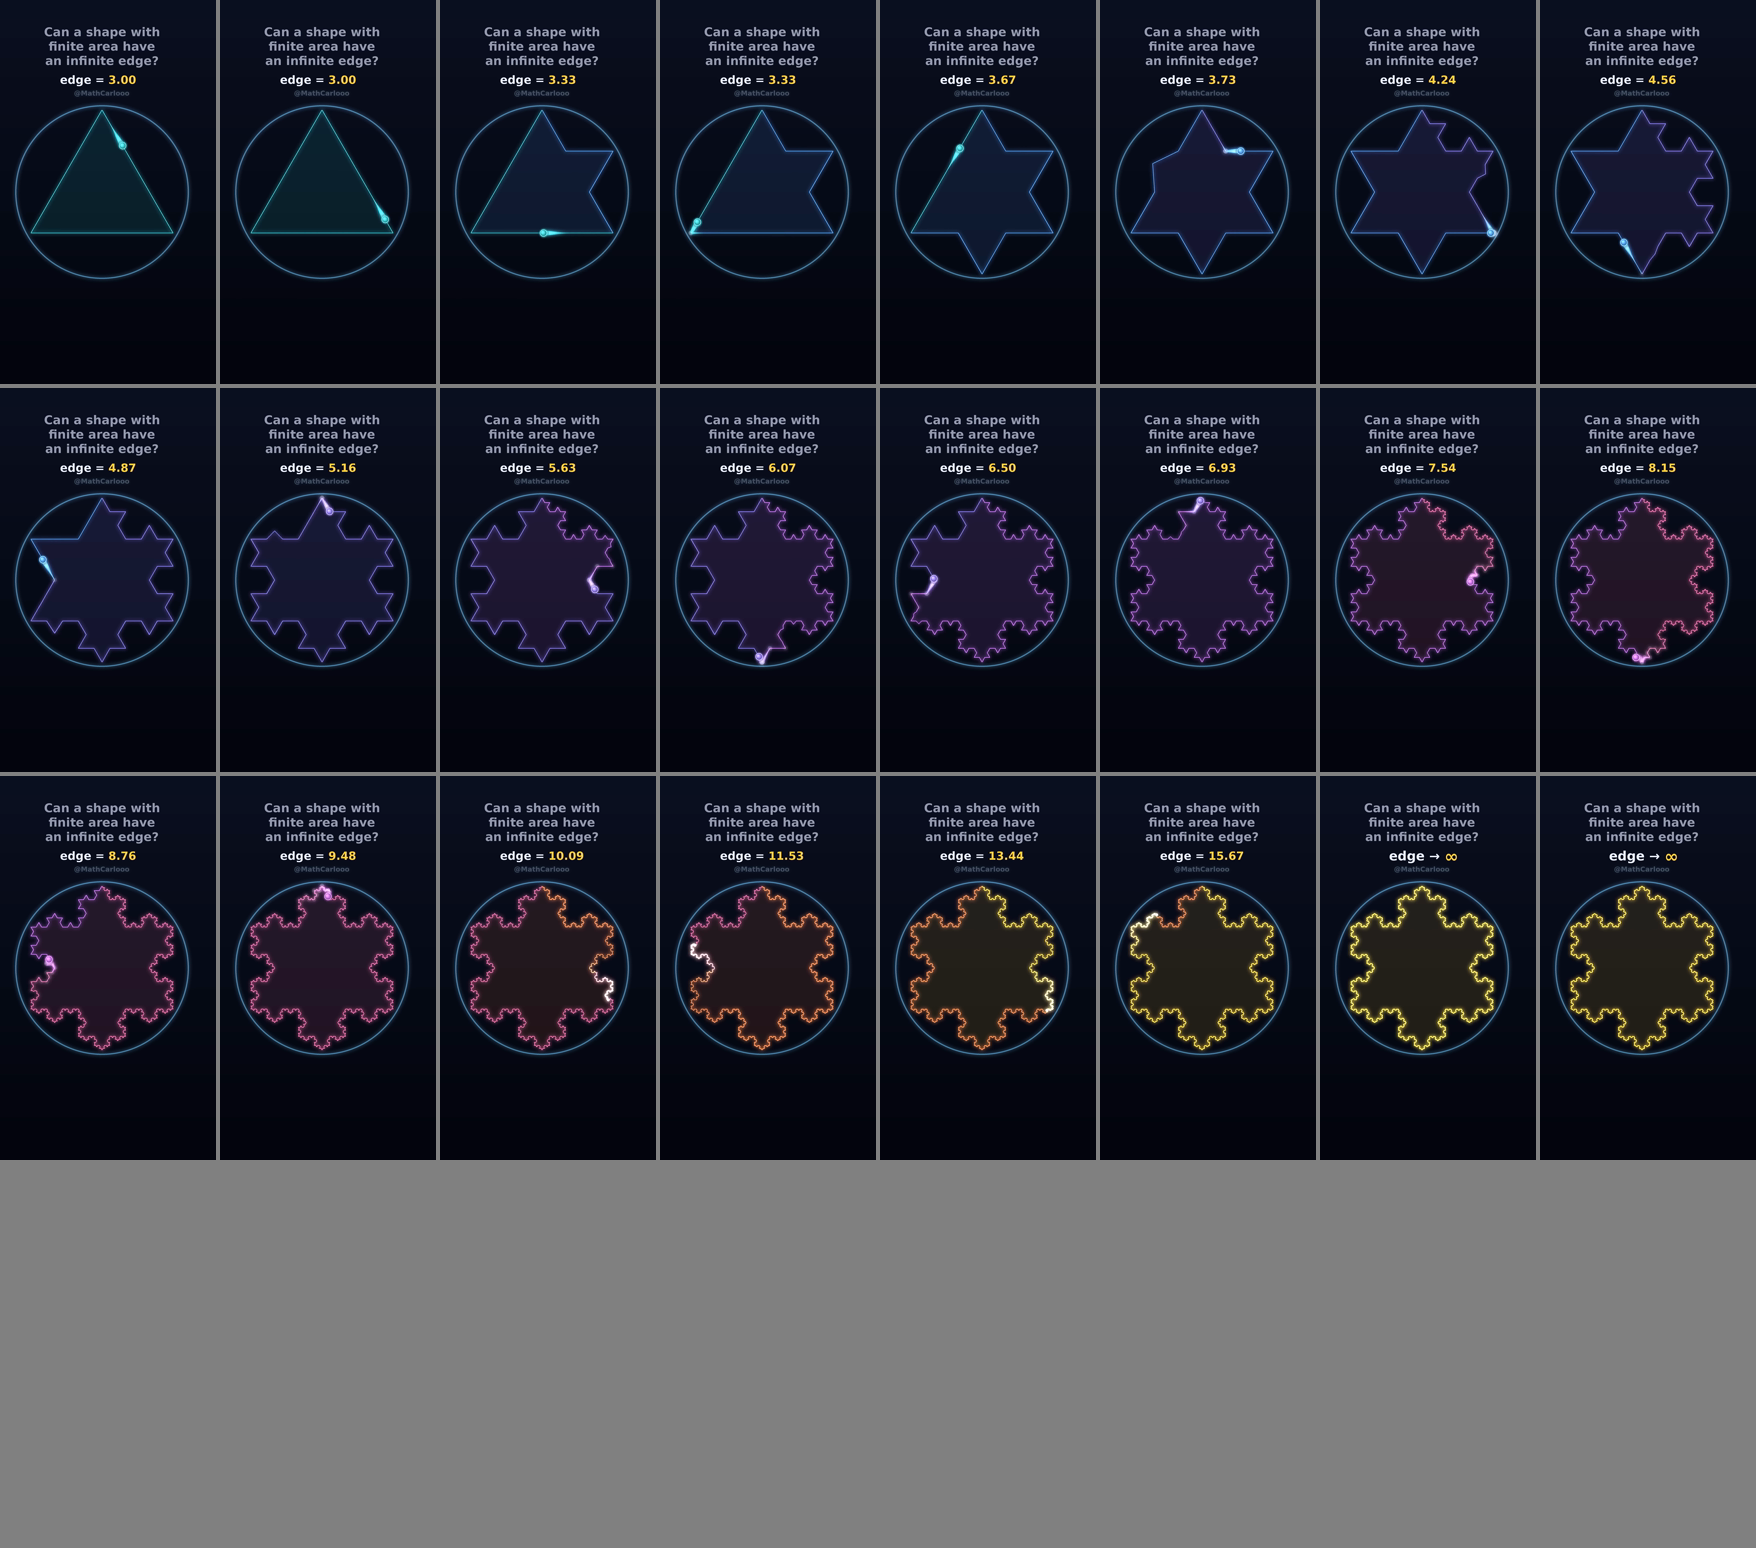 Can a shape with
finite area have
an infinite edge?
edge = 3.00
@MathCarlooo
Can a shape with
finite area have
an infinite edge?
edge = 3.00
@MathCarlooo
Can a shape with
finite area have
an infinite edge?
edge = 3.33
@MathCarlooo
Can a shape with
finite area have
an infinite edge?
edge = 3.33
@MathCarlooo
Can a shape with
finite area have
an infinite edge?
edge = 3.67
@MathCarlooo
Can a shape with
finite area have
an infinite edge?
edge = 3.73
@MathCarlooo
Can a shape with
finite area have
an infinite edge?
edge = 4.24
@MathCarlooo
Can a shape with
finite area have
an infinite edge?
edge = 4.56
@MathCarlooo
Can a shape with
finite area have
an infinite edge?
edge = 4.87
@MathCarlooo
Can a shape with
finite area have
an infinite edge?
edge = 5.16
@MathCarlooo
Can a shape with
finite area have
an infinite edge?
edge = 5.63
@MathCarlooo
Can a shape with
finite area have
an infinite edge?
edge = 6.07
@MathCarlooo
Can a shape with
finite area have
an infinite edge?
edge = 6.50
@MathCarlooo
Can a shape with
finite area have
an infinite edge?
edge = 6.93
@MathCarlooo
Can a shape with
finite area have
an infinite edge?
edge = 7.54
@MathCarlooo
Can a shape with
finite area have
an infinite edge?
edge = 8.15
@MathCarlooo
Can a shape with
finite area have
an infinite edge?
edge = 8.76
@MathCarlooo
Can a shape with
finite area have
an infinite edge?
edge = 9.48
@MathCarlooo
Can a shape with
finite area have
an infinite edge?
edge = 10.09
@MathCarlooo
Can a shape with
finite area have
an infinite edge?
edge = 11.53
@MathCarlooo
Can a shape with
finite area have
an infinite edge?
edge = 13.44
@MathCarlooo
Can a shape with
finite area have
an infinite edge?
edge = 15.67
@MathCarlooo
Can a shape with
finite area have
an infinite edge?
edge → ∞
@MathCarlooo
Can a shape with
finite area have
an infinite edge?
edge → ∞
@MathCarlooo